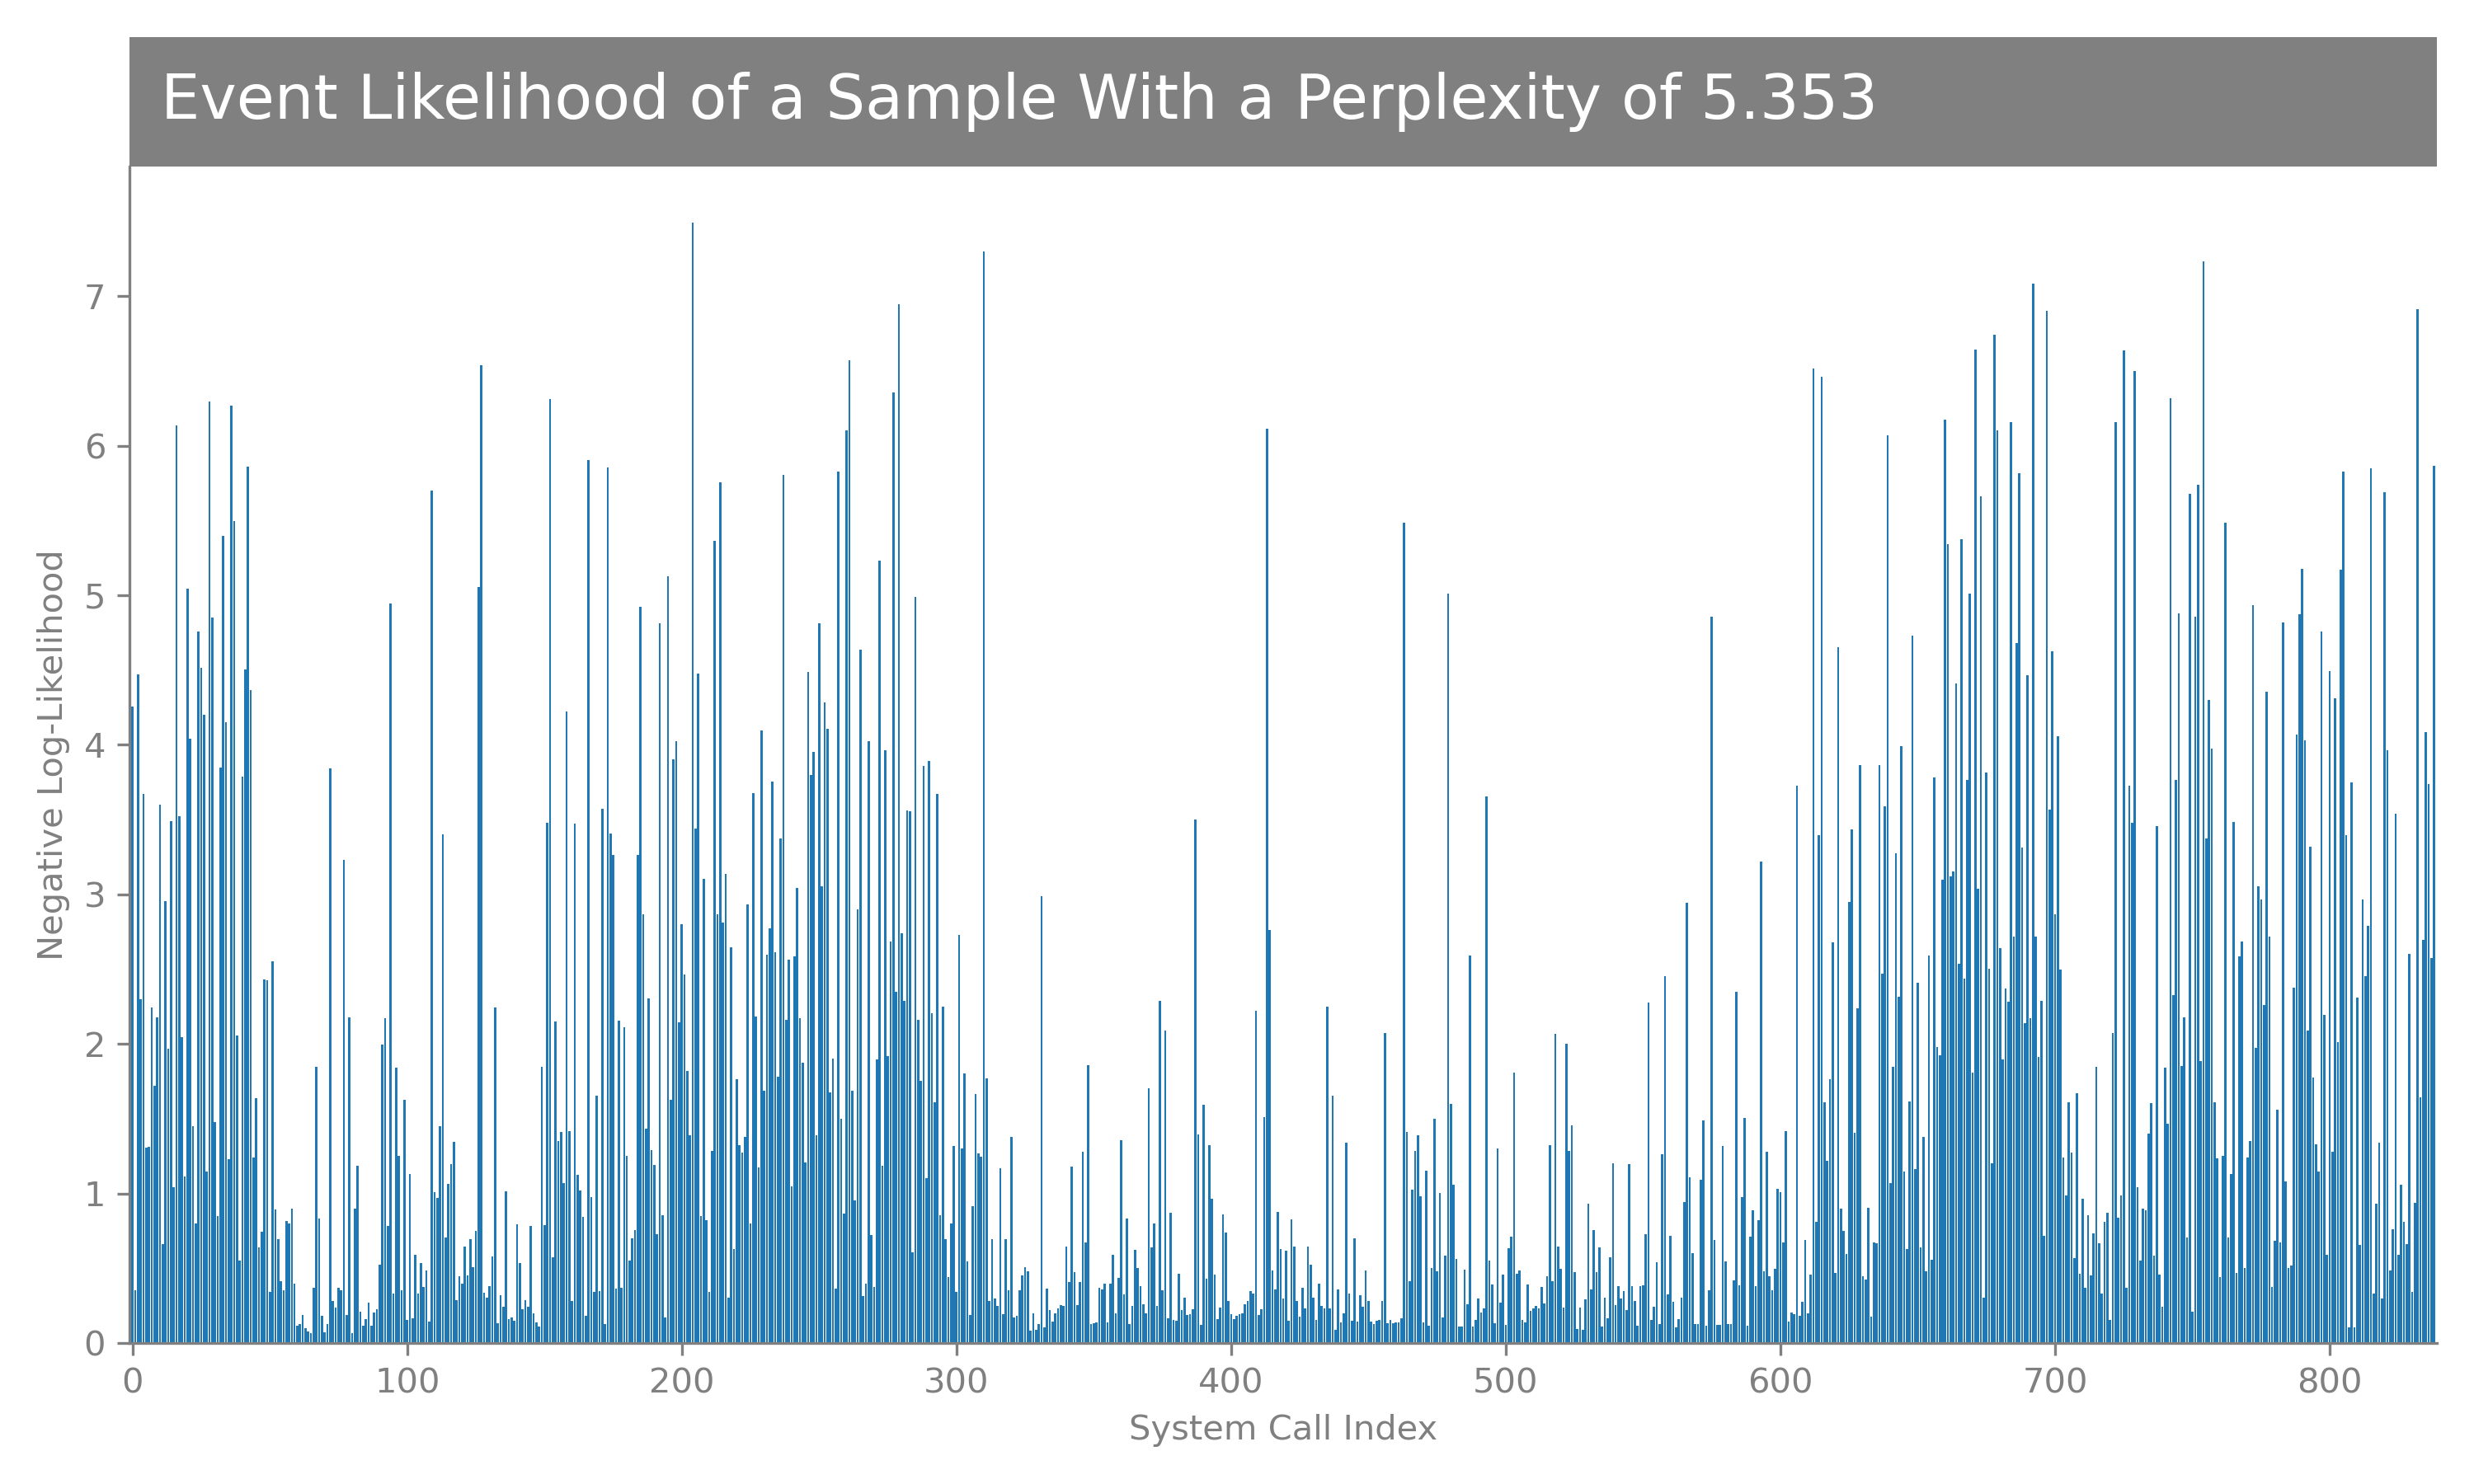 Event Likelihood of a Sample With a Perplexity of 5.353
Negative Log-Likelihood
7
6
5
4
3
2
1
0
0 100 200 300 400 500 600 700 800
System Call Index